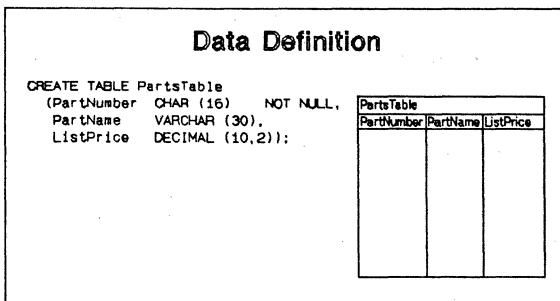 Data Definition
CREATE TABLE PartsTable
(PartNumber CHAR (16) NOT NULL,
PartName VARCHAR (30),
ListPrice DECIMAL (10,2));
PartsTable
PartNumber PartName ListPrice